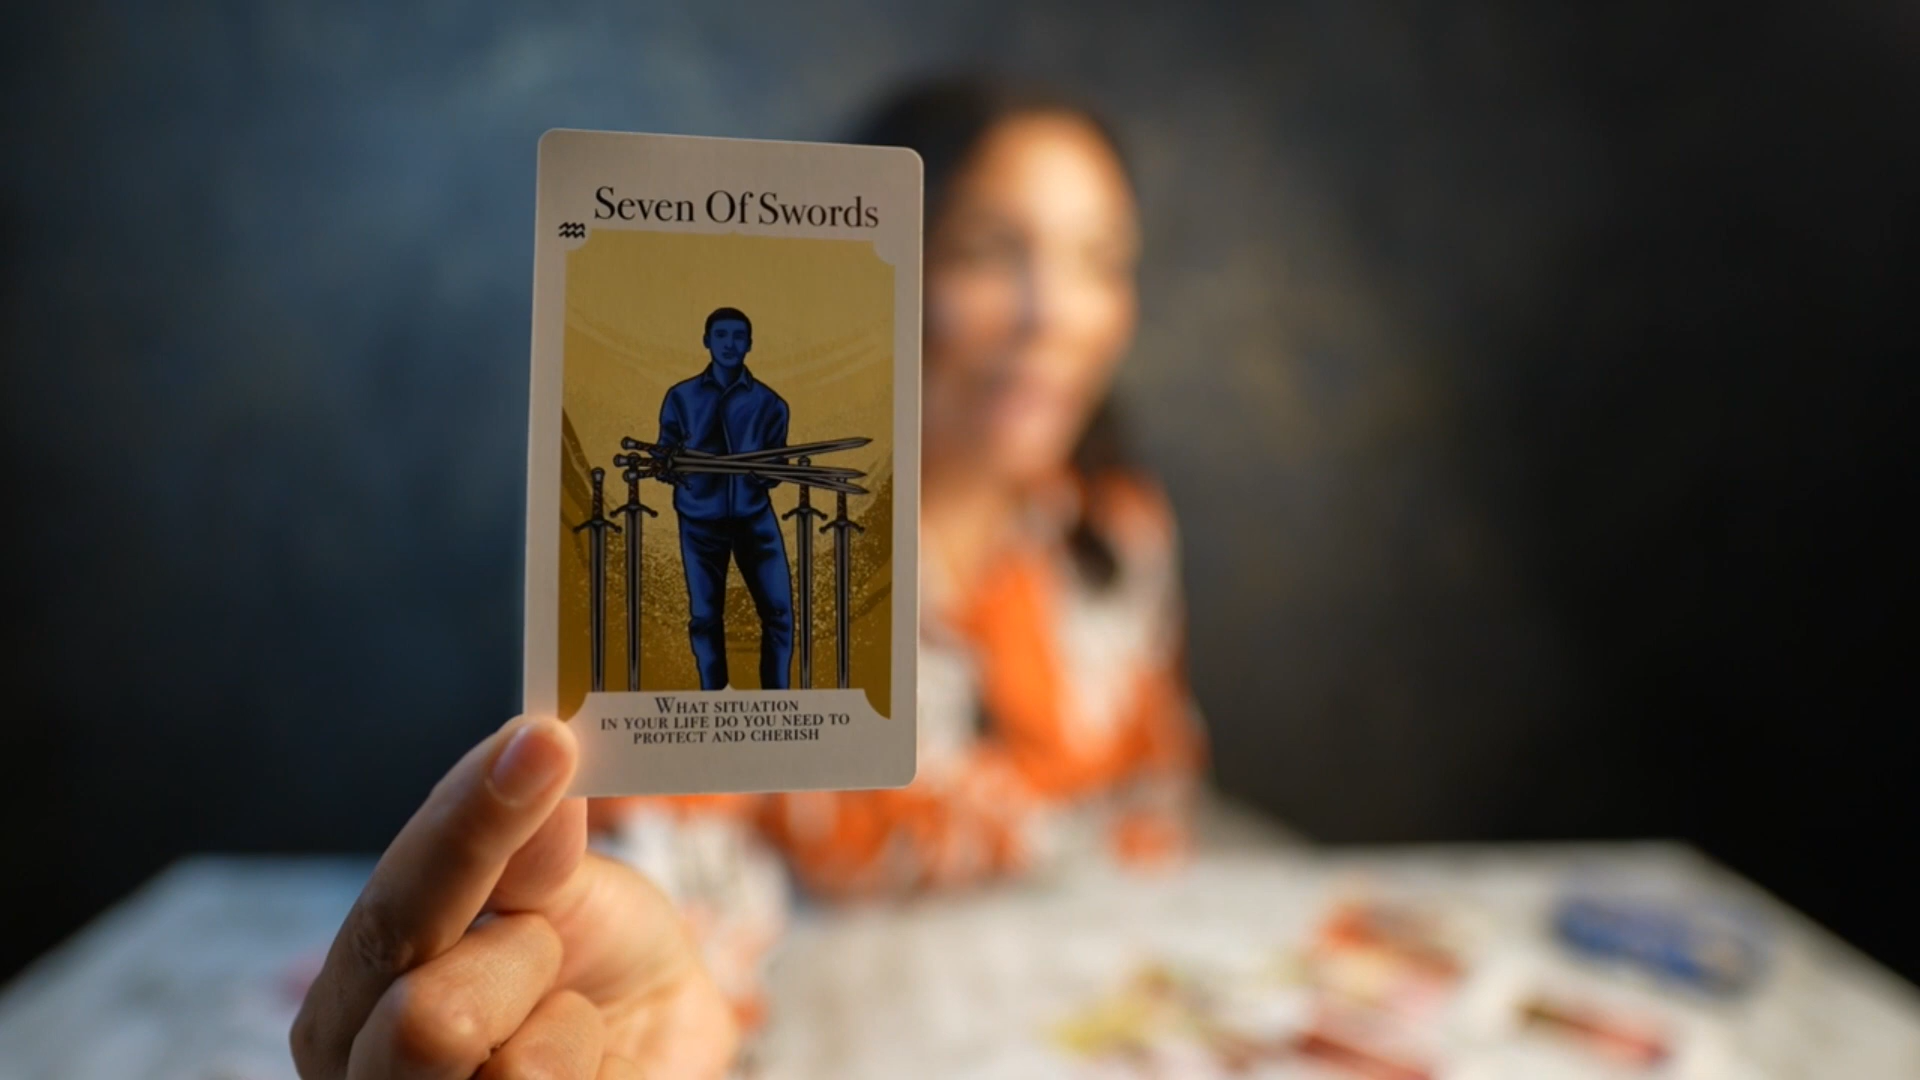 Seven Of Swords
WHAT SITUATION
IN YOUR LIFE DO YOU NEED TO
PROTECT AND CHERISH